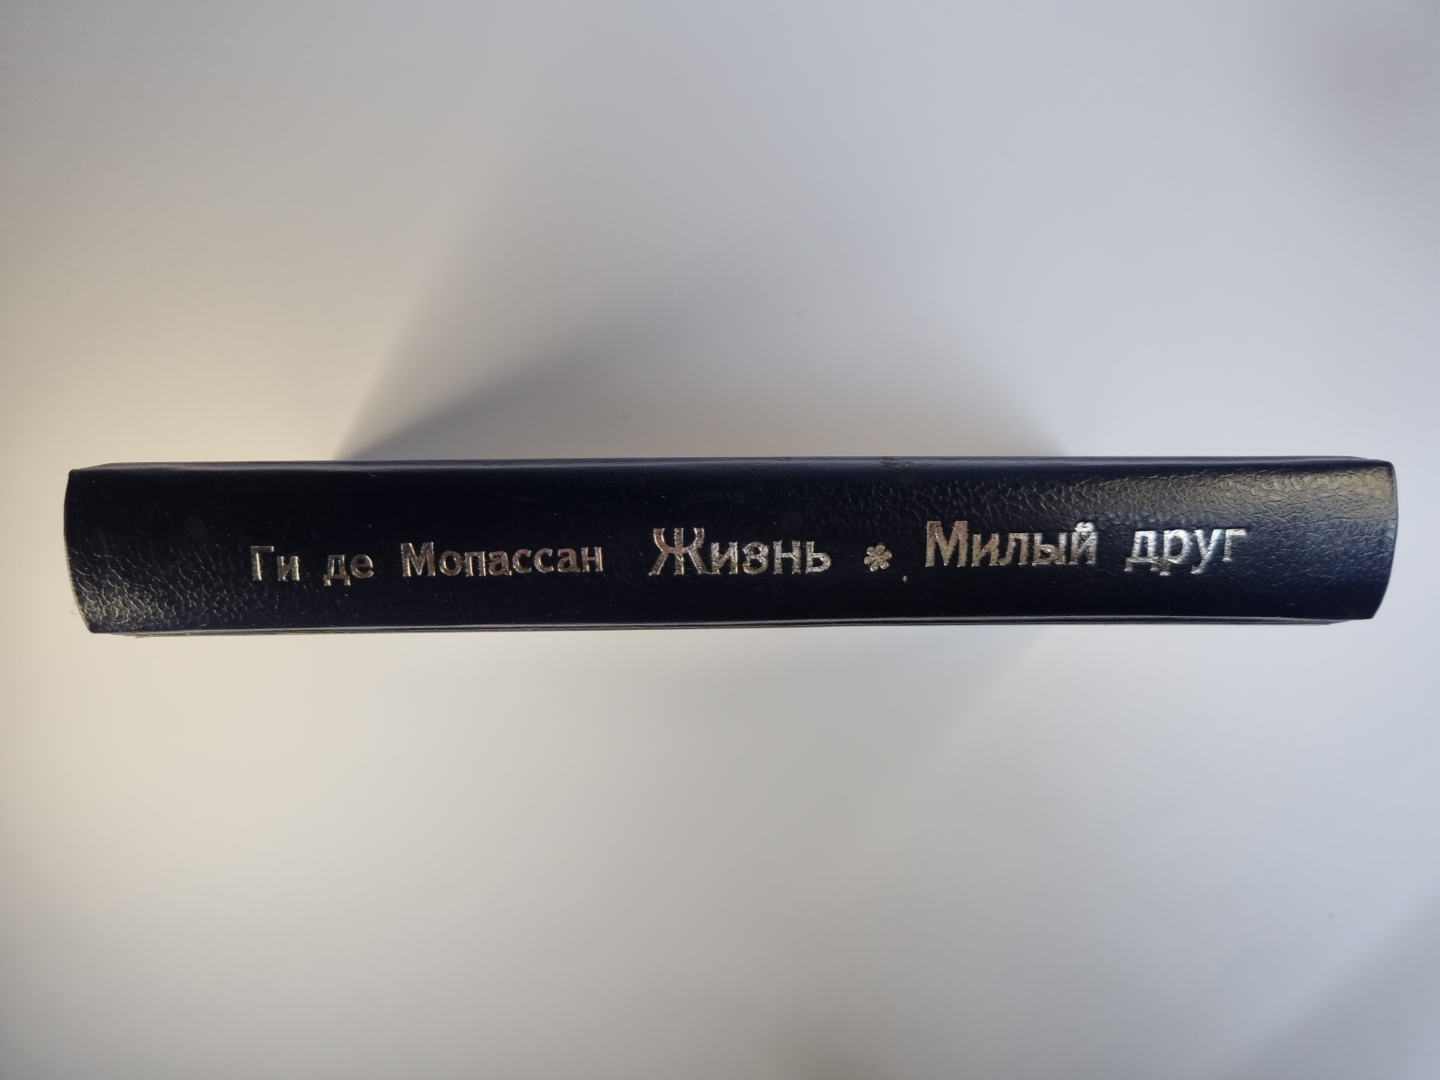 Ги де Мопассан Жизнь * Милый друг